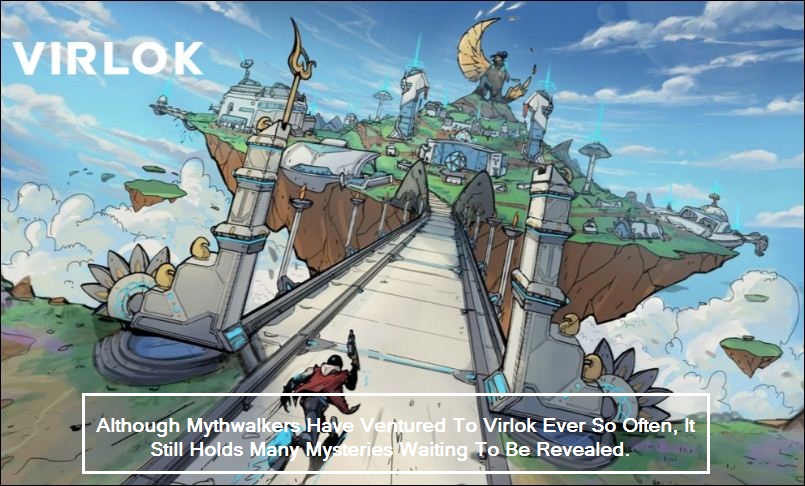 VIRLOK
Although Mythwalkers Have Ventured To Virlok Ever So Often, It
Still Holds Many Mysteries Waiting To Be Revealed.